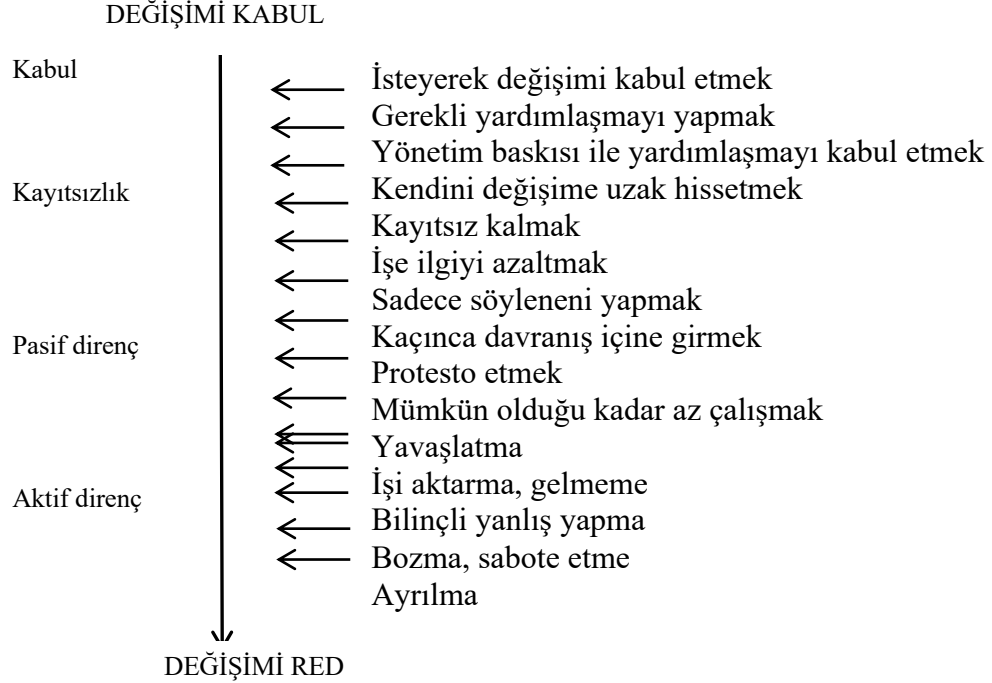 DEĞİŞİMİ KABUL
Kabul
İsteyerek değişimi kabul etmek
Gerekli yardımlaşmayı yapmak
Yönetim baskısı ile yardımlaşmayı kabul etmek
Kayıtsızlık
Kendini değişime uzak hissetmek
Kayıtsız kalmak
İşe ilgiyi azaltmak
Sadece söyleneni yapmak
Pasif direnç
Kaçınca davranış içine girmek
Protesto etmek
Mümkün olduğu kadar az çalışmak
Yavaşlatma
Aktif direnç
İşi aktarma, gelmeme
Bilinçli yanlış yapma
Bozma, sabote etme
Ayrılma
DEĞİŞİMİ RED